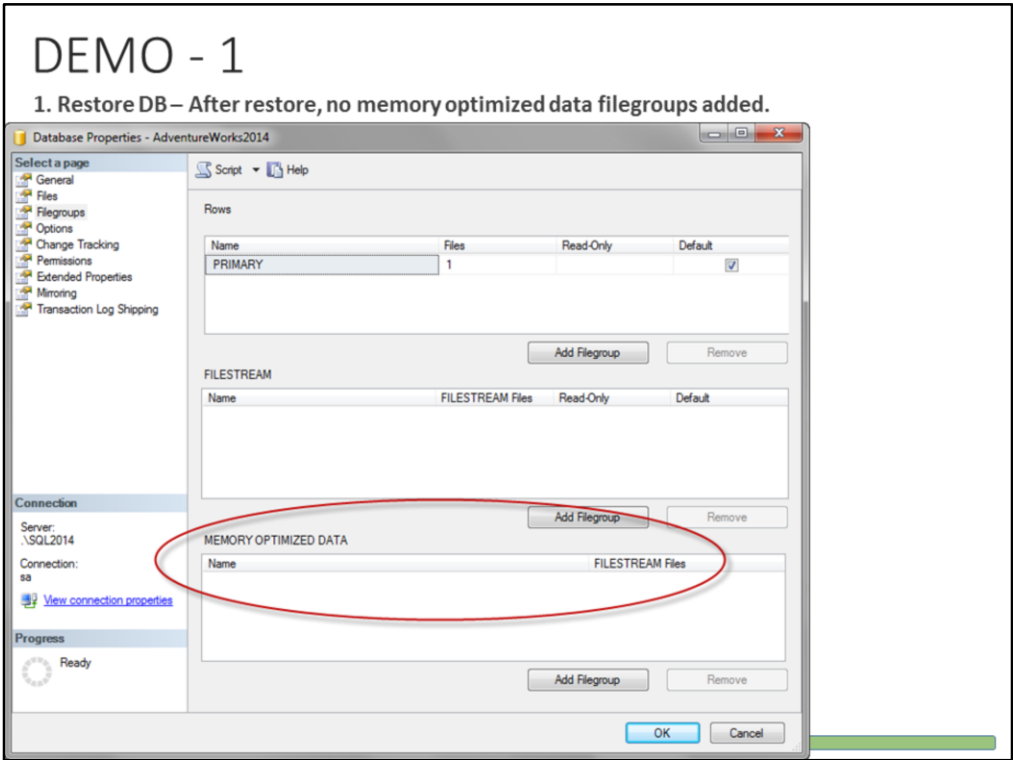 DEMO - 1
1. Restore DB – After restore, no memory optimized data filegroups added.
Database Properties - AdventureWorks2014
Select a page
General
Files
Filegroups
Options
Change Tracking
Permissions
Extended Properties
Mirroring
Transaction Log Shipping
Script Help
Rows
Name Files Read-Only Default
PRIMARY 1
Add Filegroup Remove
FILESTREAM
Name FILESTREAM Files Read-Only Default
Add Filegroup Remove
MEMORY OPTIMIZED DATA
Name FILESTREAM Files
Add Filegroup Remove
Connection
Server:
.\SQL2014
Connection:
sa
View connection properties
Progress
Ready
OK Cancel